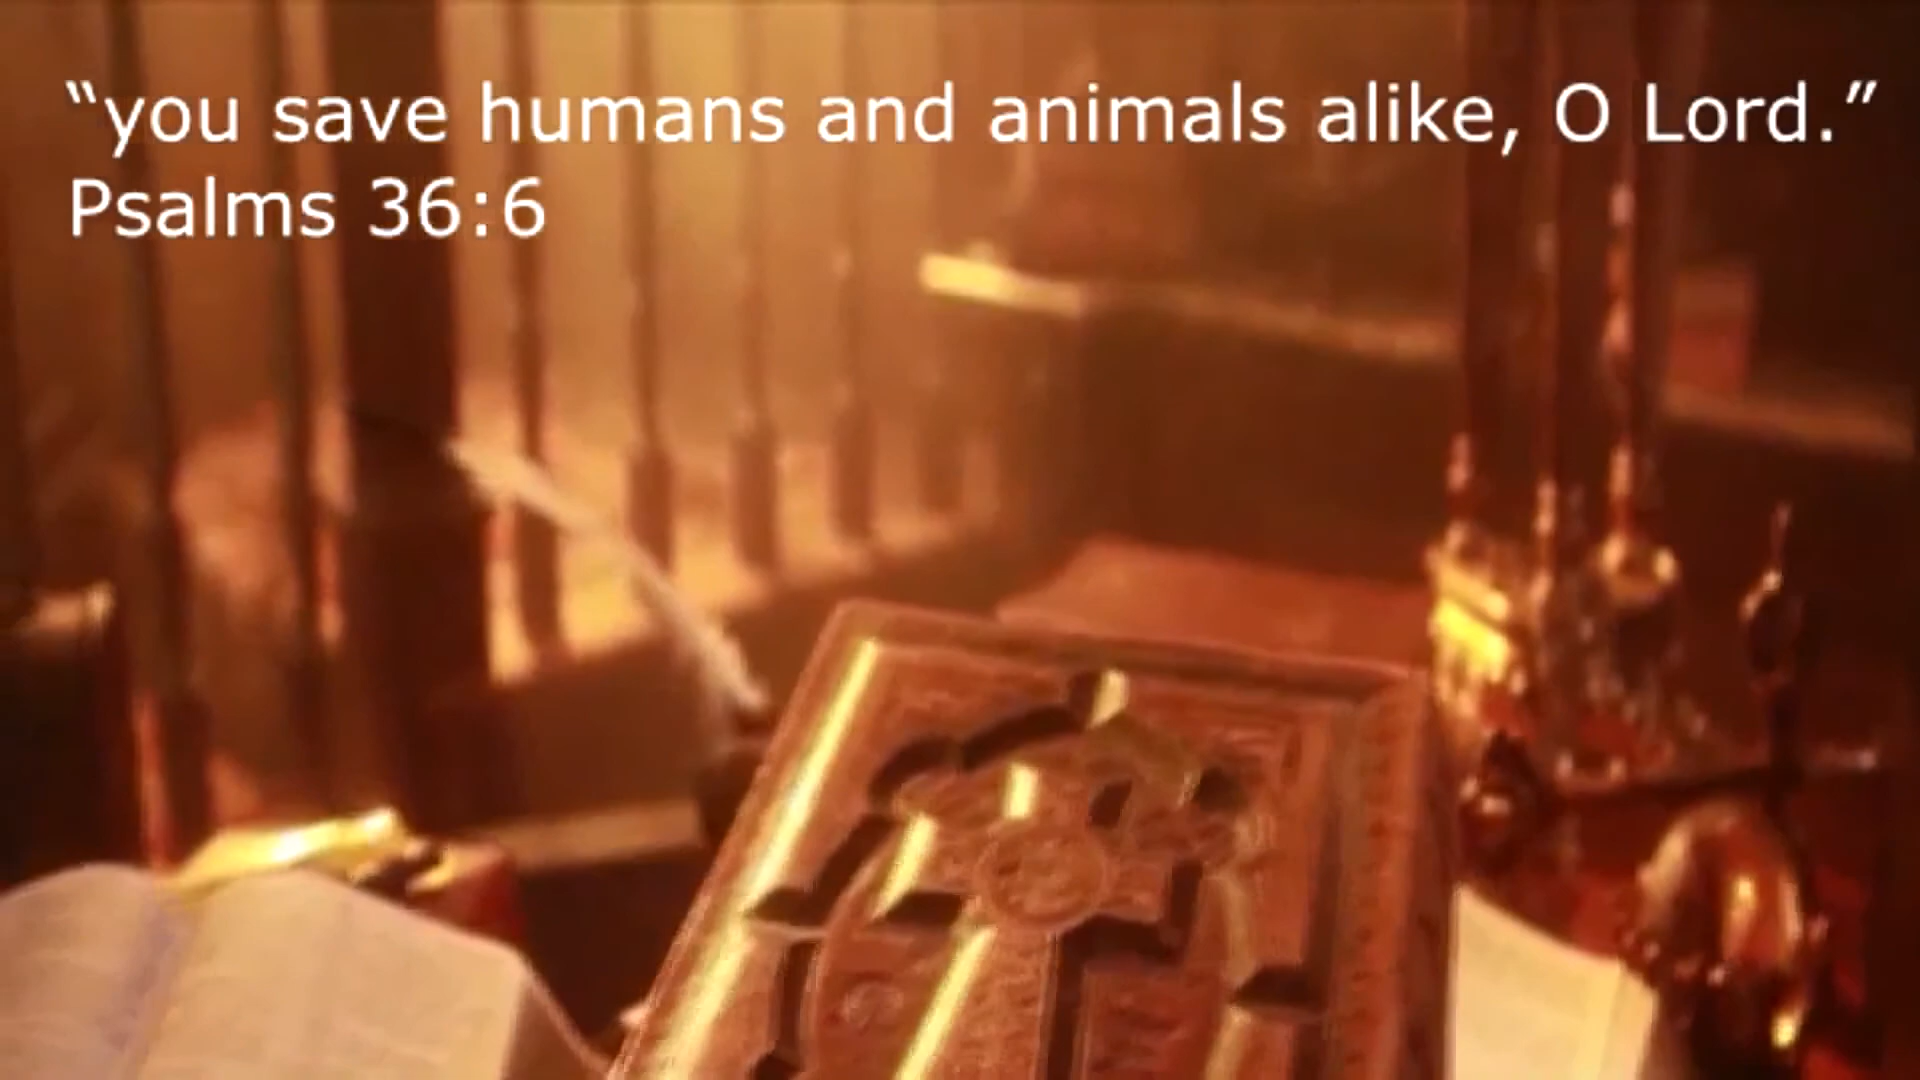 “you save humans and animals alike, O Lord.”
Psalms 36:6